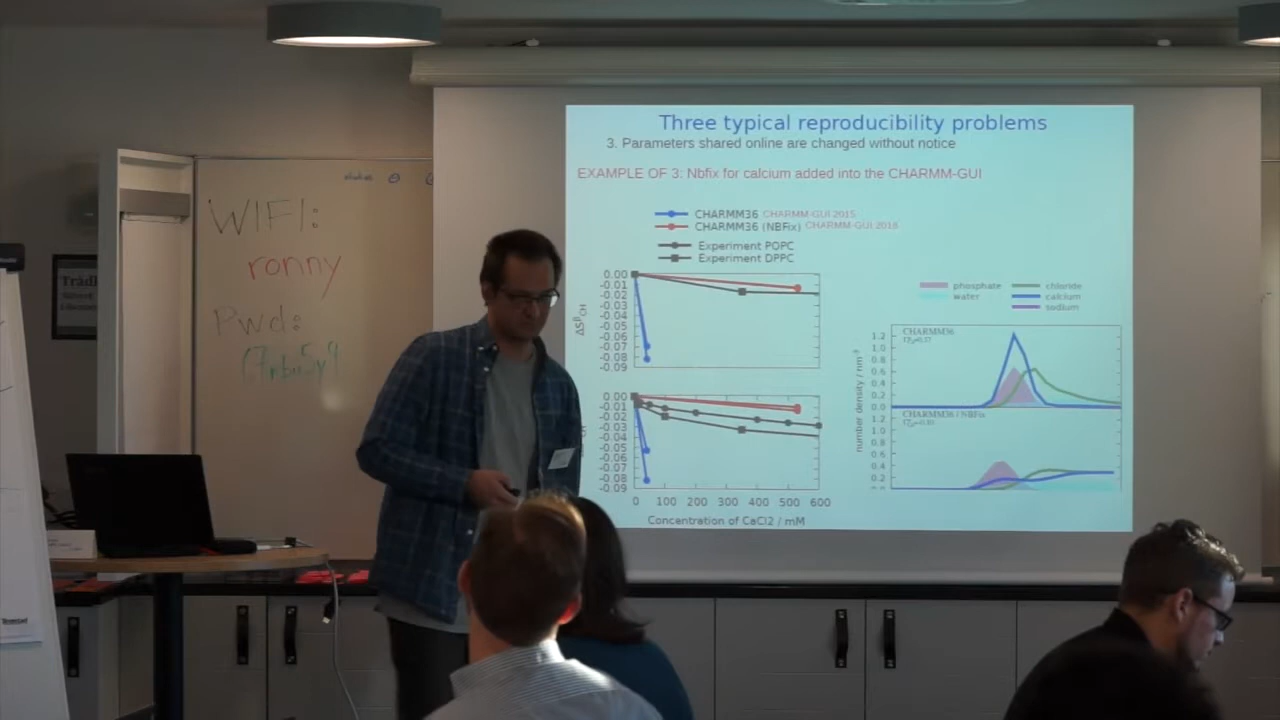 WIFI:
ronny
Pwd:
Three typical reproducibility problems
3. Parameters shared online are changed without notice
EXAMPLE OF 3: Nbfix for calcium added into the CHARMM-GUI
CHARMM36 CHARMM-GUI 2015
CHARMM36 (NBFix) CHARMM-GUI 2018
Experiment POPC
Experiment DPPC
0.00
-0.01
-0.02
-0.03
-0.04
-0.05
-0.06
-0.07
-0.08
-0.09
0.00
-0.01
-0.02
-0.03
-0.04
-0.05
-0.06
-0.07
-0.08
-0.09
0 100 200 300 400 500 600
Concentration of CaCl2 / mM
phosphate chloride
water calcium
sodium
number density / nm⁻³
CHARMM36
1.2
1.0
0.8
0.6
0.4
0.2
0.0
CHARMM36 / NBFix
1.2
1.0
0.8
0.6
0.4
0.2